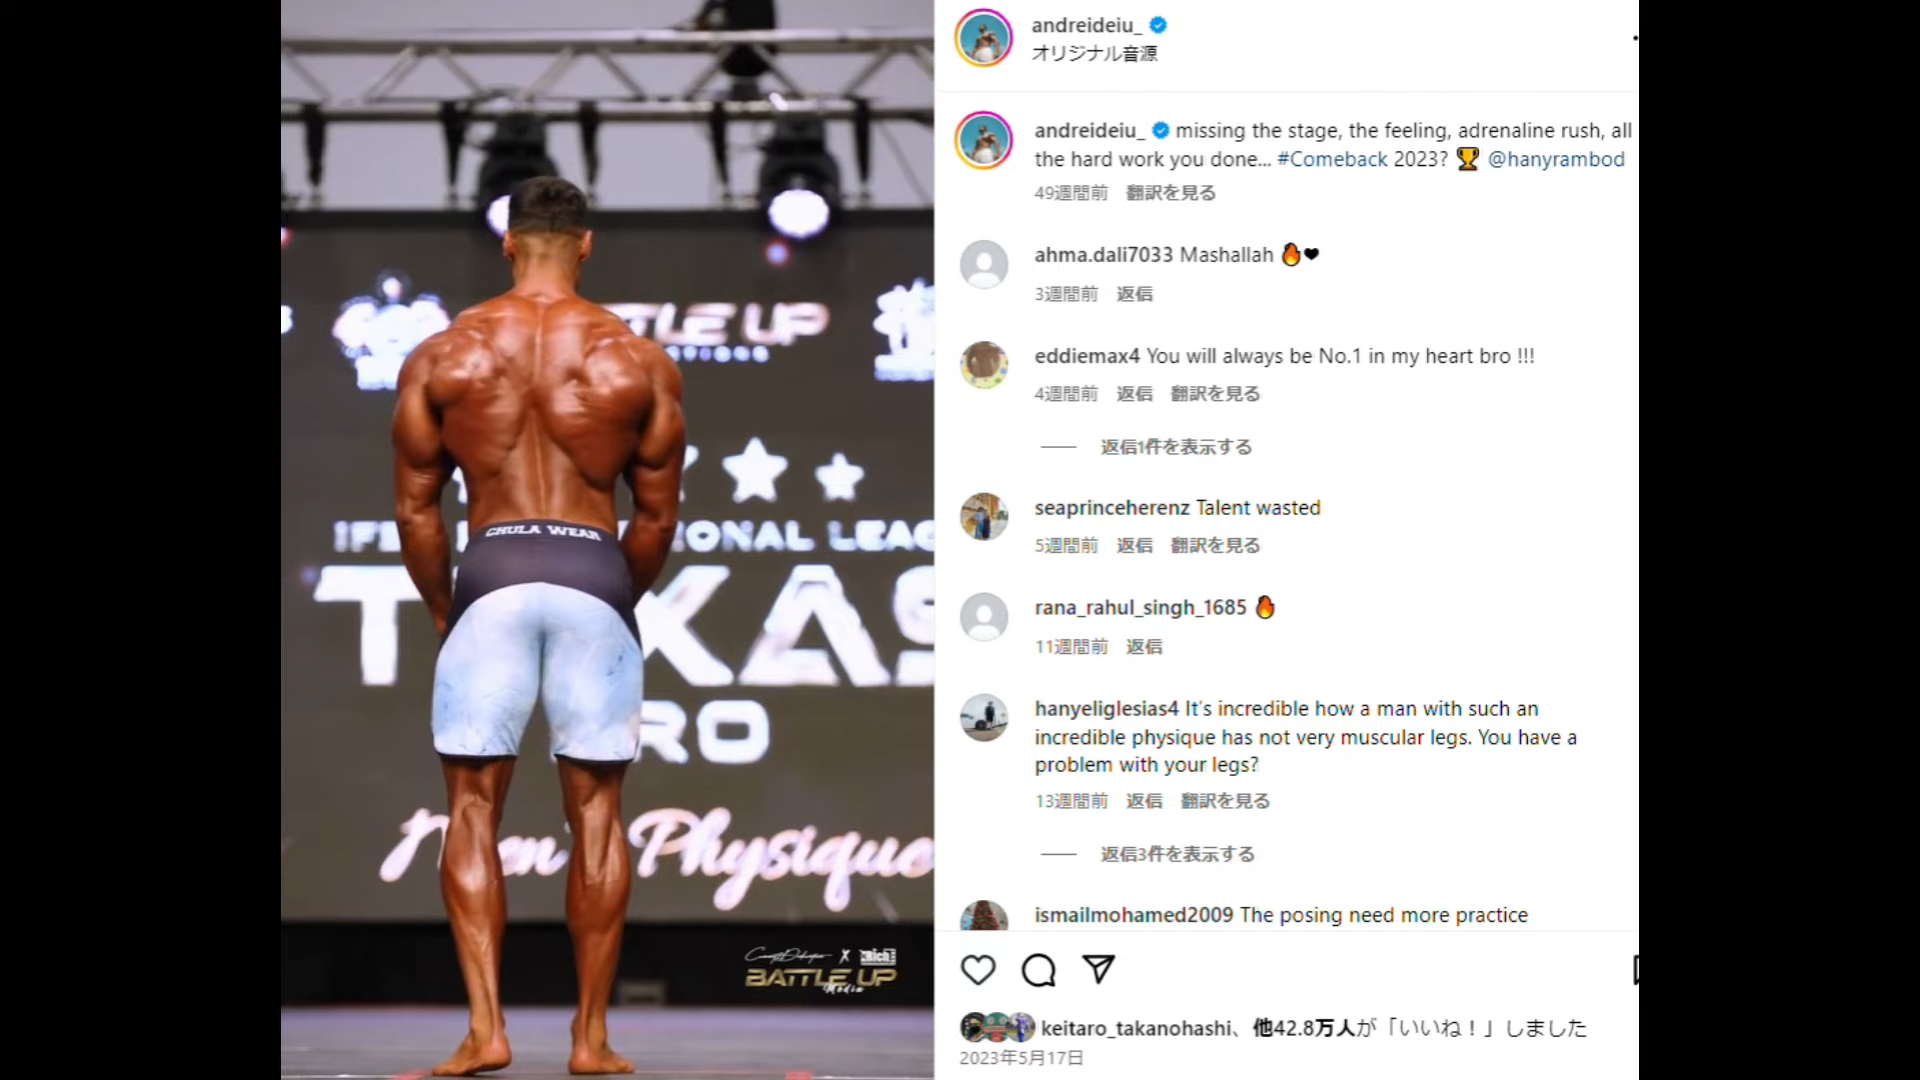 TLE UP
CHULA WEAR
IONAL LEAG
PRO
Men's Physique
X Rich
BATTLE UP
Media
andreideiu_
オリジナル音源
andreideiu_ missing the stage, the feeling, adrenaline rush, all
the hard work you done... #Comeback 2023? 🏆 @hanyrambod
49週間前 翻訳を見る
ahma.dali7033 Mashallah 🔥🖤
3週間前 返信
eddiemax4 You will always be No.1 in my heart bro !!!
4週間前 返信 翻訳を見る
返信1件を表示する
seaprinceherenz Talent wasted
5週間前 返信 翻訳を見る
rana_rahul_singh_1685 🔥
11週間前 返信
hanyeliglesias4 It's incredible how a man with such an
incredible physique has not very muscular legs. You have a
problem with your legs?
13週間前 返信 翻訳を見る
返信3件を表示する
ismailmohamed2009 The posing need more practice
keitaro_takanohashi、他42.8万人が「いいね！」しました
2023年5月17日